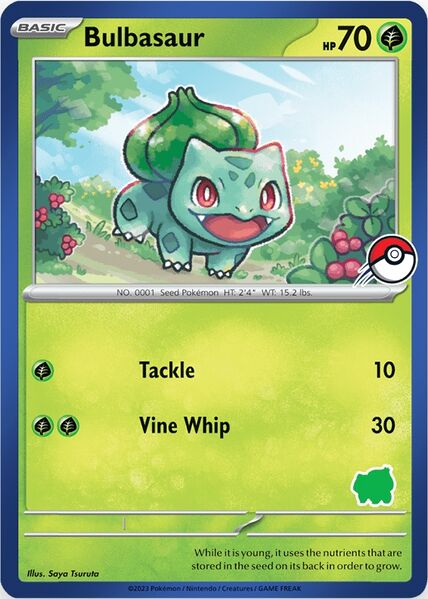 BASIC Bulbasaur HP 70
NO. 0001 Seed Pokémon HT: 2'4" WT: 15.2 lbs.
Tackle 10
Vine Whip 30
While it is young, it uses the nutrients that are
stored in the seed on its back in order to grow.
Illus. Saya Tsuruta
©2023 Pokémon / Nintendo / Creatures / GAME FREAK